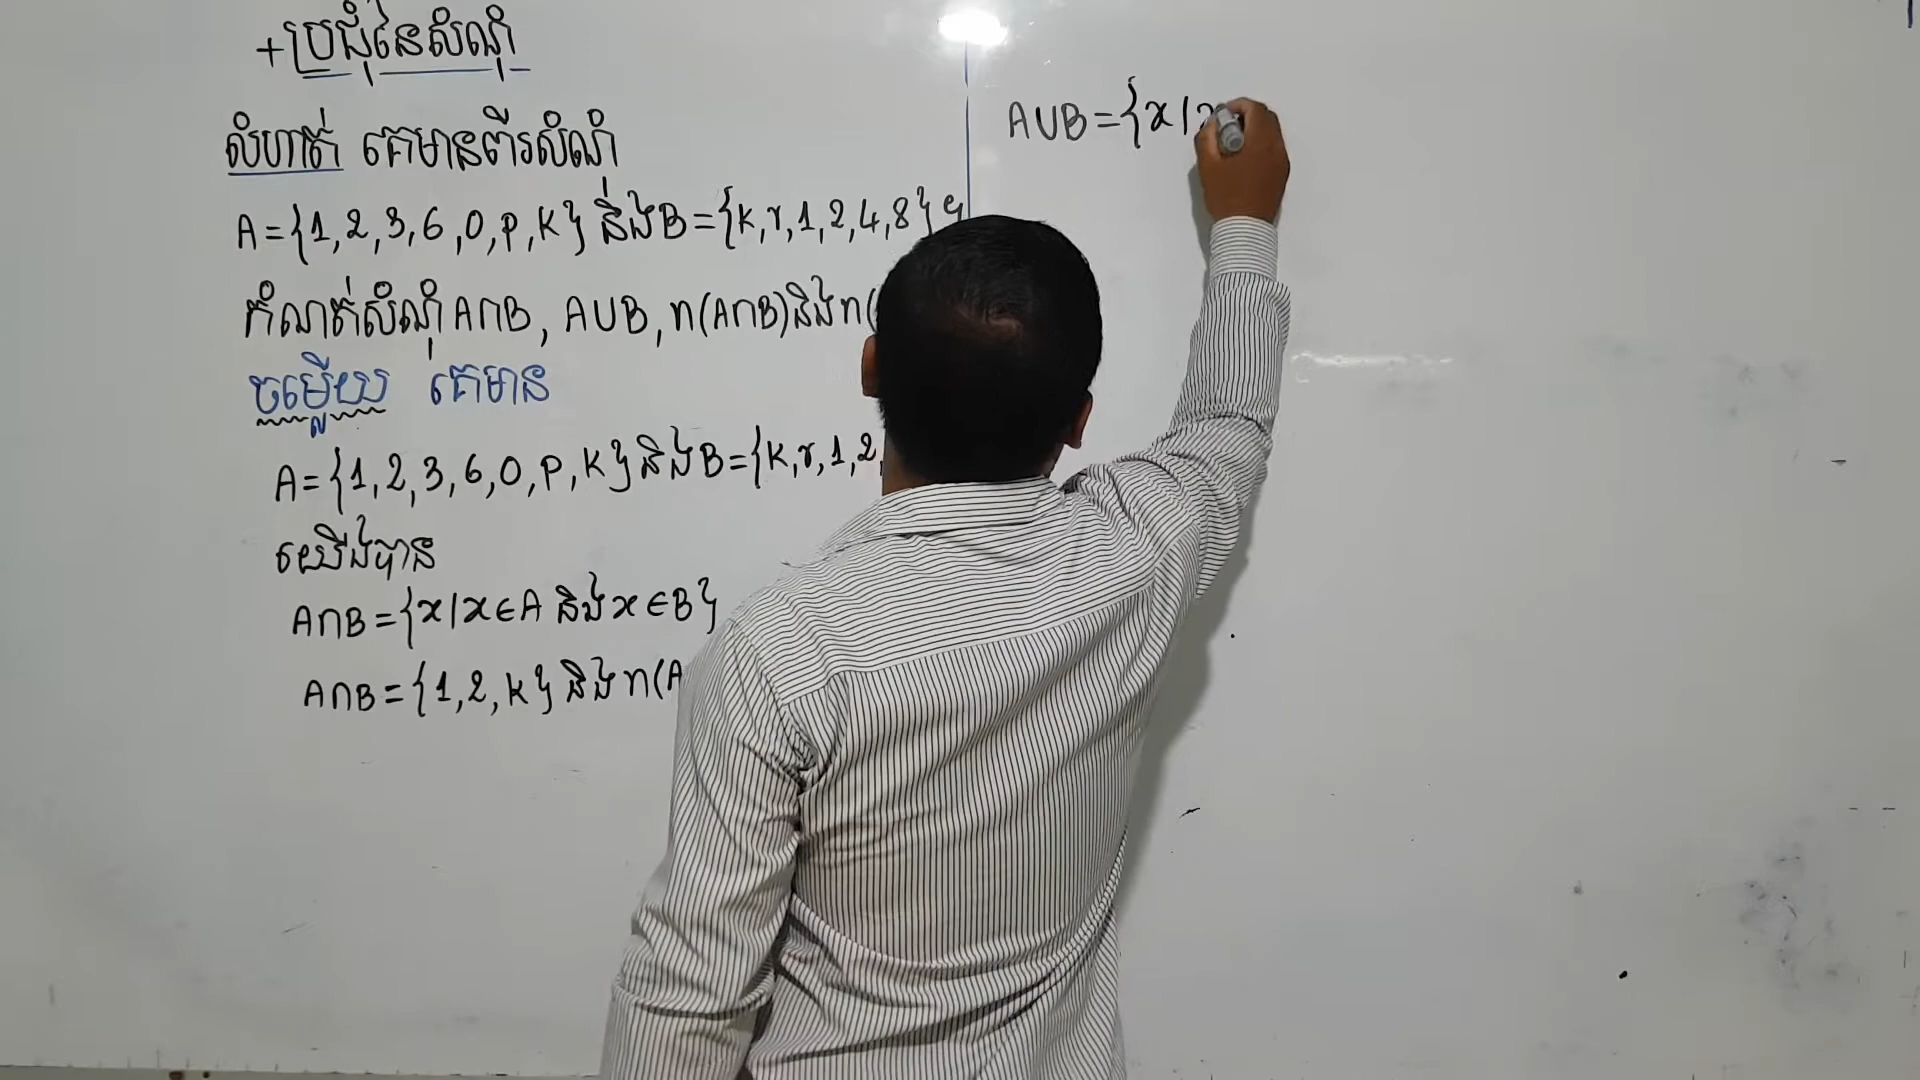 + ប្រជុំនៃសំណុំ
លំហាត់ គេមានពីរសំណុំ
A={1,2,3,6,0,p,k} និង B={k,r,1,2,4,8} ។
កំណត់សំណុំ A∩B, A∪B, n(A∩B) និង n(
ចម្លើយ គេមាន
A={1,2,3,6,0,p,k} និង B={k,r,1,2,
យើងបាន
A∩B={x/x∈A និង x∈B}
A∩B={1,2,k} និង n(A
A∪B={x/x